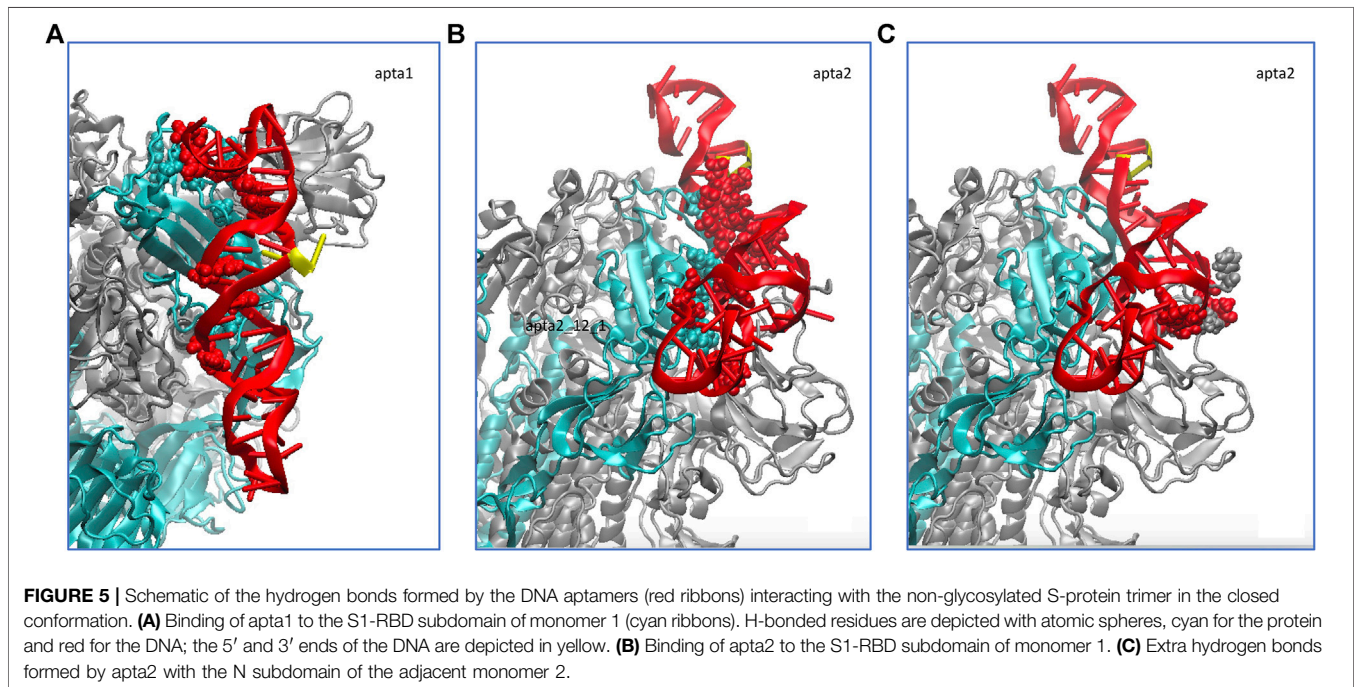 A
B
C
apta1
apta2
apta2
apta2_12_1
FIGURE 5 | Schematic of the hydrogen bonds formed by the DNA aptamers (red ribbons) interacting with the non-glycosylated S-protein trimer in the closed
conformation. (A) Binding of apta1 to the S1-RBD subdomain of monomer 1 (cyan ribbons). H-bonded residues are depicted with atomic spheres, cyan for the protein
and red for the DNA; the 5′ and 3′ ends of the DNA are depicted in yellow. (B) Binding of apta2 to the S1-RBD subdomain of monomer 1. (C) Extra hydrogen bonds
formed by apta2 with the N subdomain of the adjacent monomer 2.